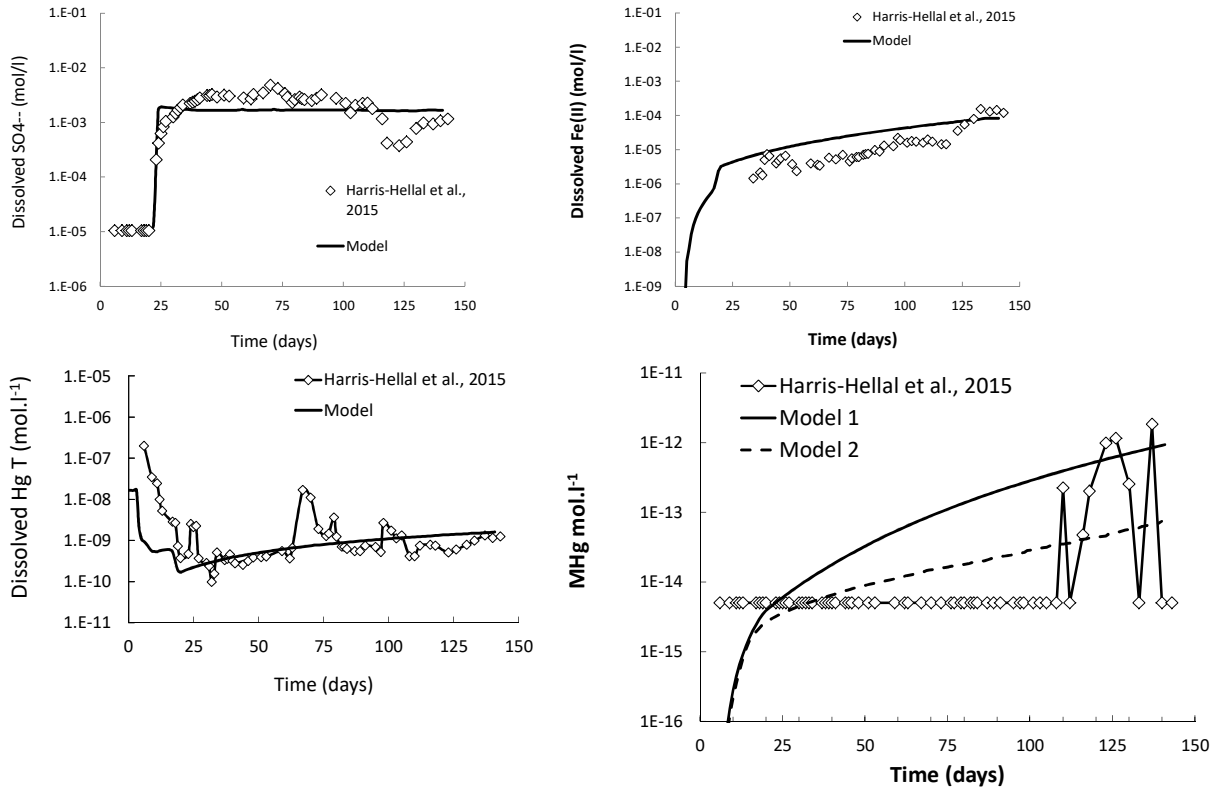 1.E-01
1.E-02
1.E-03
1.E-04
1.E-05
1.E-06
Dissolved SO4-- (mol/l)
Harris-Hellal et al.,
2015
Model
0 25 50 75 100 125 150
Time (days)
1.E-01
1.E-02
1.E-03
1.E-04
1.E-05
1.E-06
1.E-07
1.E-08
1.E-09
DIssolved Fe(II) (mol/l)
Harris-Hellal et al., 2015
Model
0 25 50 75 100 125 150
Time (days)
1.E-05
1.E-06
1.E-07
1.E-08
1.E-09
1.E-10
1.E-11
Dissolved Hg T (mol.l⁻¹)
Harris-Hellal et al., 2015
Model
0 25 50 75 100 125 150
Time (days)
1E-11
1E-12
1E-13
1E-14
1E-15
1E-16
MHg mol.l⁻¹
Harris-Hellal et al., 2015
Model 1
Model 2
0 25 50 75 100 125 150
Time (days)